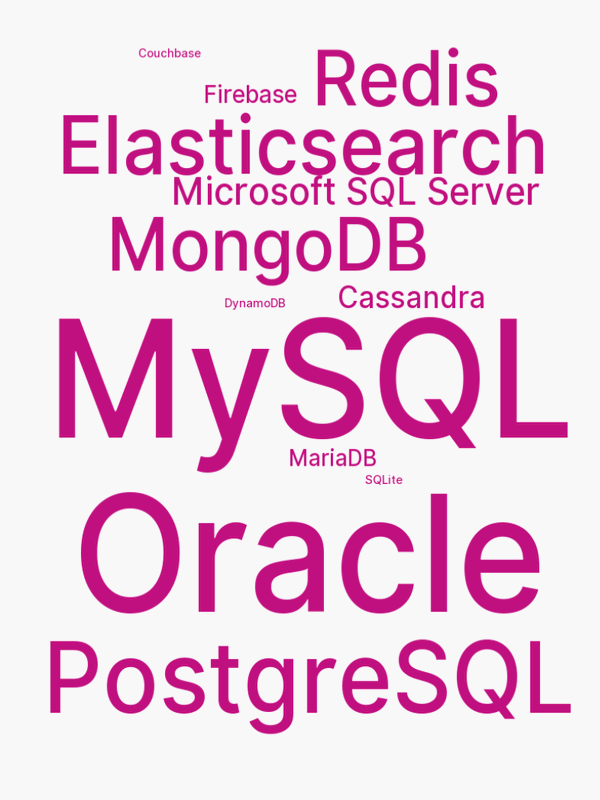 Couchbase
Redis
Firebase
Elasticsearch
Microsoft SQL Server
MongoDB
Cassandra
DynamoDB
MySQL
MariaDB
SQLite
Oracle
PostgreSQL